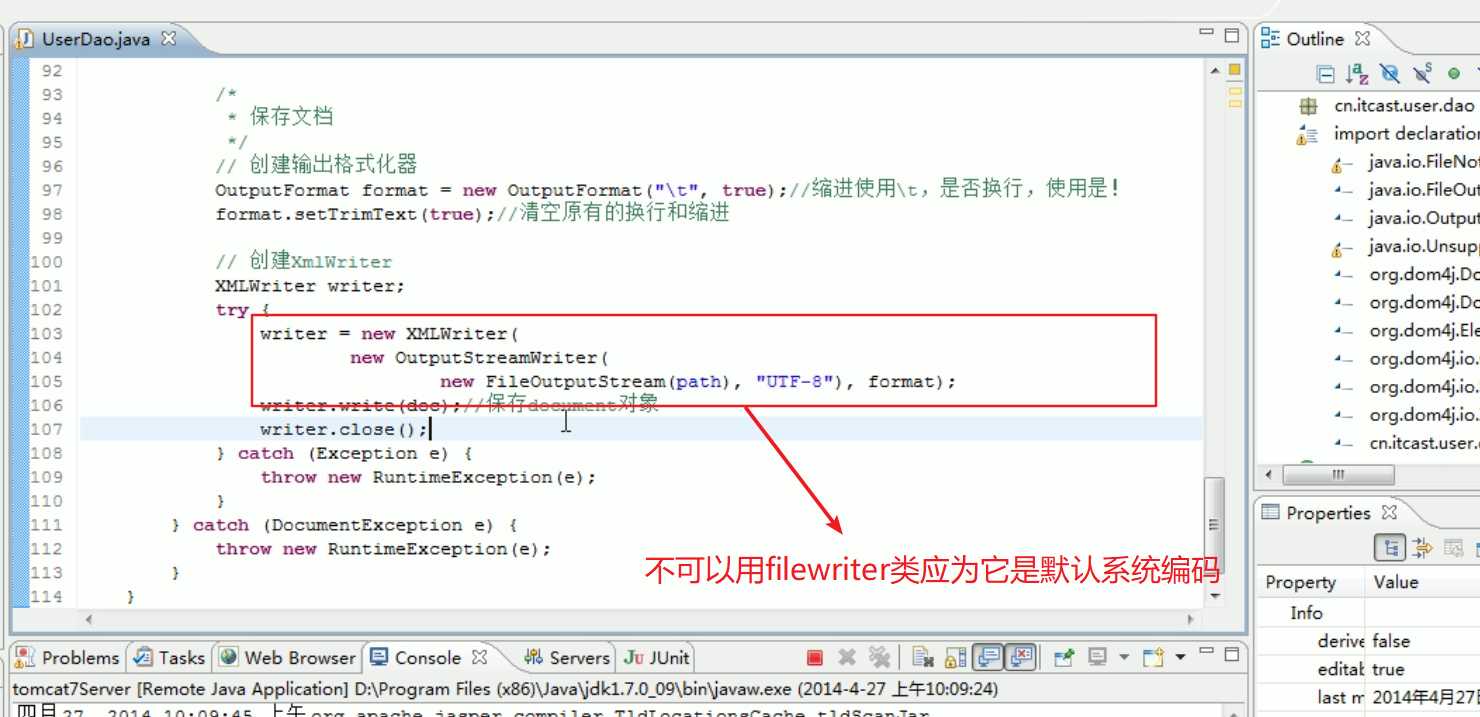 UserDao.java
Outline
92
93 /*
94 * 保存文档
95 */
96 // 创建输出格式化器
97 OutputFormat format = new OutputFormat("\t", true);//缩进使用\t，是否换行，使用是!
98 format.setTrimText(true);//清空原有的换行和缩进
99
100 // 创建XmlWriter
101 XMLWriter writer;
102 try {
103 writer = new XMLWriter(
104 new OutputStreamWriter(
105 new FileOutputStream(path), "UTF-8"), format);
106 writer.write(doc);//保存document对象
107 writer.close();
108 } catch (Exception e) {
109 throw new RuntimeException(e);
110 }
111 } catch (DocumentException e) {
112 throw new RuntimeException(e);
113 }
114 }
不可以用filewriter类应为它是默认系统编码
cn.itcast.user.dao
import declaration
java.io.FileNot
java.io.FileOut
java.io.Output
java.io.Unsupp
org.dom4j.Do
org.dom4j.Do
org.dom4j.Ele
org.dom4j.io.
org.dom4j.io.
org.dom4j.io.
cn.itcast.user.
Properties
Property Value
Info
derive false
editab true
last m 2014年4月27
Problems Tasks Web Browser Console Servers JUnit
tomcat7Server [Remote Java Application] D:\Program Files (x86)\Java\jdk1.7.0_09\bin\javaw.exe (2014-4-27 上午10:09:24)
四月27, 2014 10:09:45 上午 org.apache.jasper.compiler.TldLocationsCache tldScanJar